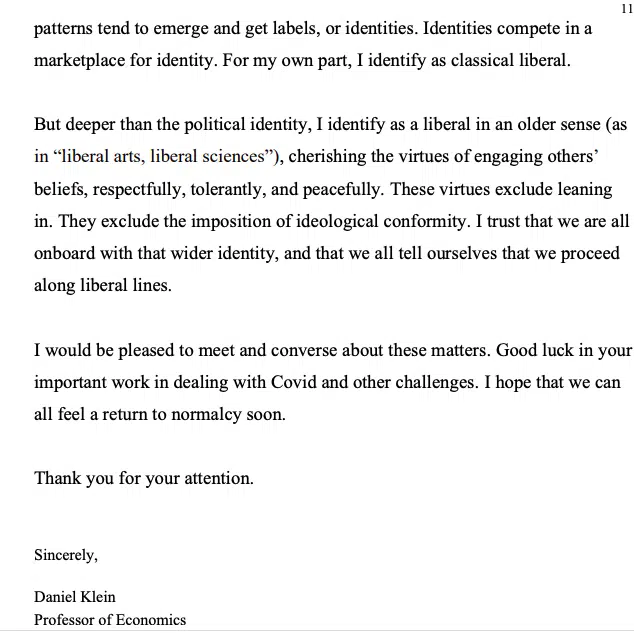 11
patterns tend to emerge and get labels, or identities. Identities compete in a
marketplace for identity. For my own part, I identify as classical liberal.
But deeper than the political identity, I identify as a liberal in an older sense (as
in “liberal arts, liberal sciences”), cherishing the virtues of engaging others’
beliefs, respectfully, tolerantly, and peacefully. These virtues exclude leaning
in. They exclude the imposition of ideological conformity. I trust that we are all
onboard with that wider identity, and that we all tell ourselves that we proceed
along liberal lines.
I would be pleased to meet and converse about these matters. Good luck in your
important work in dealing with Covid and other challenges. I hope that we can
all feel a return to normalcy soon.
Thank you for your attention.
Sincerely,
Daniel Klein
Professor of Economics